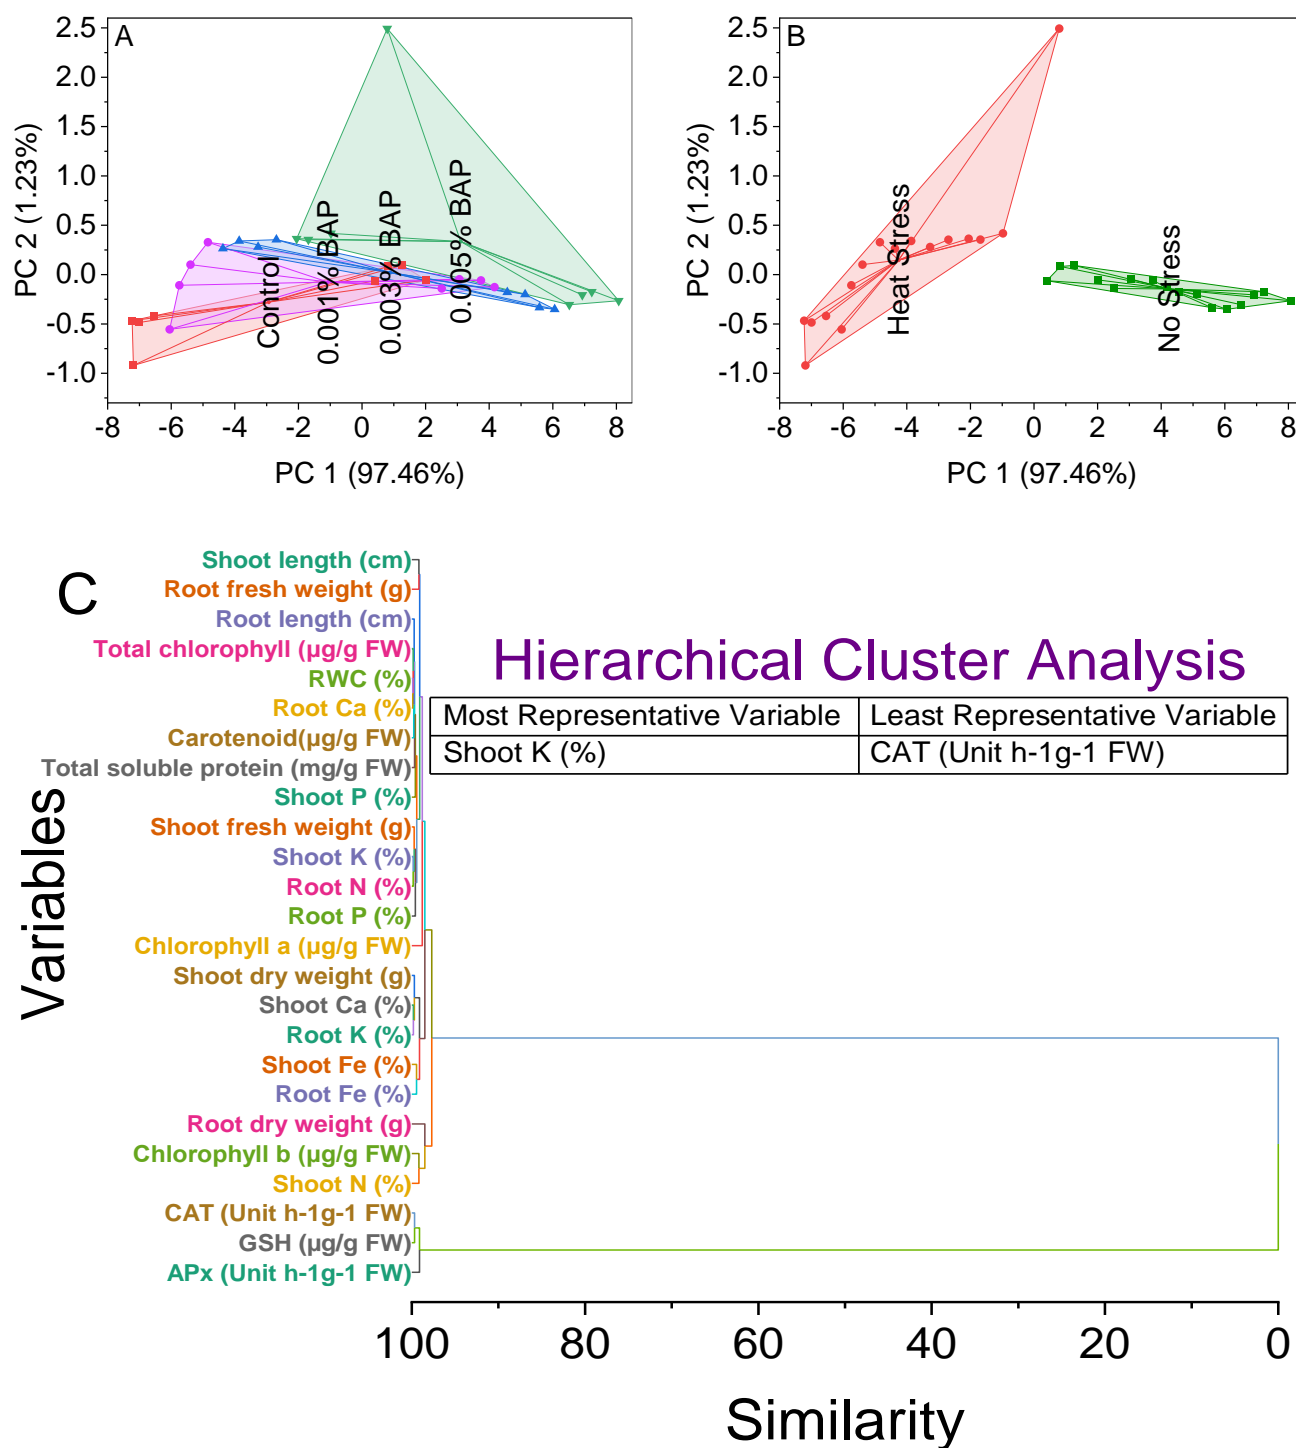 A
2.5
2.0
1.5
1.0
0.5
0.0
-0.5
-1.0
PC 2 (1.23%)
Control
0.001% BAP
0.003% BAP
0.005% BAP
-8 -6 -4 -2 0 2 4 6 8
PC 1 (97.46%)
B
2.5
2.0
1.5
1.0
0.5
0.0
-0.5
-1.0
PC 2 (1.23%)
Heat Stress
No Stress
-8 -6 -4 -2 0 2 4 6 8
PC 1 (97.46%)
C
Hierarchical Cluster Analysis
Most Representative Variable Least Representative Variable
Shoot K (%) CAT (Unit h-1g-1 FW)
Variables
Shoot length (cm)
Root fresh weight (g)
Root length (cm)
Total chlorophyll (µg/g FW)
RWC (%)
Root Ca (%)
Carotenoid(µg/g FW)
Total soluble protein (mg/g FW)
Shoot P (%)
Shoot fresh weight (g)
Shoot K (%)
Root N (%)
Root P (%)
Chlorophyll a (µg/g FW)
Shoot dry weight (g)
Shoot Ca (%)
Root K (%)
Shoot Fe (%)
Root Fe (%)
Root dry weight (g)
Chlorophyll b (µg/g FW)
Shoot N (%)
CAT (Unit h-1g-1 FW)
GSH (µg/g FW)
APx (Unit h-1g-1 FW)
100 80 60 40 20 0
Similarity